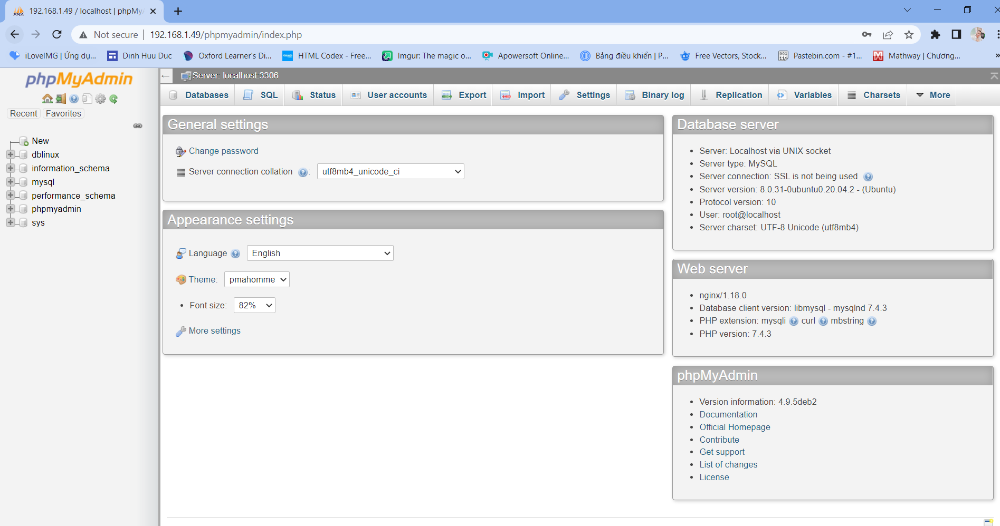 192.168.1.49 / localhost | phpMyA
Not secure | 192.168.1.49/phpmyadmin/index.php
iLoveIMG | Ứng dụ... Dinh Huu Duc Oxford Learner's Di... HTML Codex - Free... Imgur: The magic o... Apowersoft Online... Bảng điều khiển | P... Free Vectors, Stock... Pastebin.com - #1... Mathway | Chương... »
phpMyAdmin
Recent Favorites
New
dblinux
information_schema
mysql
performance_schema
phpmyadmin
sys
Server: localhost:3306
Databases SQL Status User accounts Export Import Settings Binary log Replication Variables Charsets More
General settings
Change password
Server connection collation : utf8mb4_unicode_ci
Appearance settings
Language English
Theme: pmahomme
• Font size: 82%
More settings
Database server
• Server: Localhost via UNIX socket
• Server type: MySQL
• Server connection: SSL is not being used
• Server version: 8.0.31-0ubuntu0.20.04.2 - (Ubuntu)
• Protocol version: 10
• User: root@localhost
• Server charset: UTF-8 Unicode (utf8mb4)
Web server
• nginx/1.18.0
• Database client version: libmysql - mysqlnd 7.4.3
• PHP extension: mysqli curl mbstring
• PHP version: 7.4.3
phpMyAdmin
• Version information: 4.9.5deb2
• Documentation
• Official Homepage
• Contribute
• Get support
• List of changes
• License